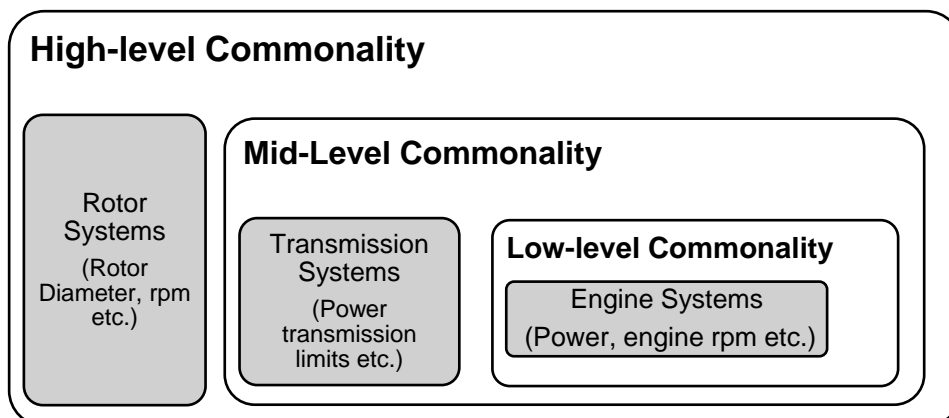 High-level Commonality
Rotor
Systems
(Rotor
Diameter, rpm
etc.)
Mid-Level Commonality
Transmission
Systems
(Power
transmission
limits etc.)
Low-level Commonality
Engine Systems
(Power, engine rpm etc.)